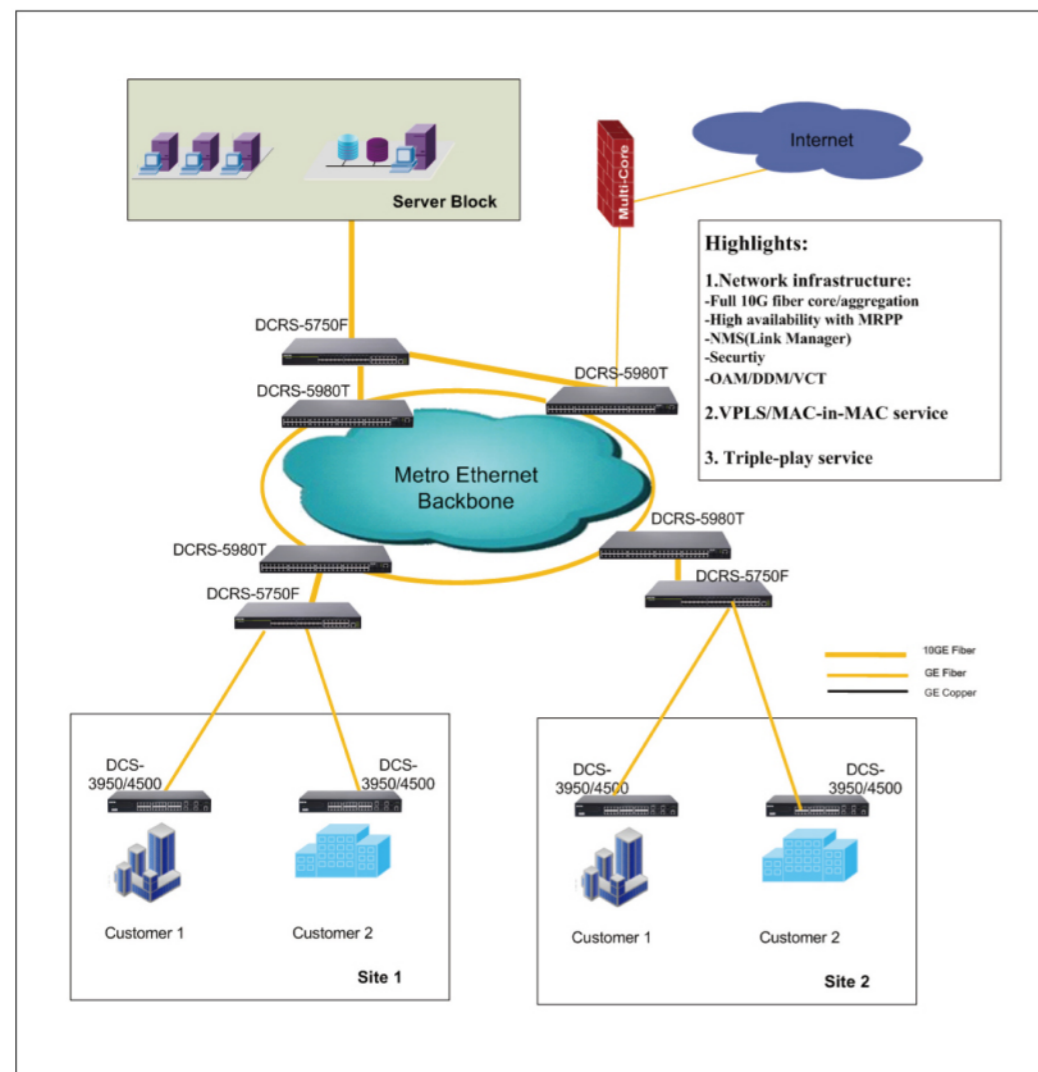 Server Block
Multi-Core
Internet
Highlights:
1.Network infrastructure:
-Full 10G fiber core/aggregation
-High availability with MRPP
-NMS(Link Manager)
-Securtiy
-OAM/DDM/VCT
2.VPLS/MAC-in-MAC service
3. Triple-play service
DCRS-5750F
DCRS-5980T
DCRS-5980T
Metro Ethernet
Backbone
DCRS-5980T
DCRS-5980T
DCRS-5750F
DCRS-5750F
10GE Fiber
GE Fiber
GE Copper
DCS-
3950/4500
DCS-
3950/4500
Customer 1
Customer 2
Site 1
DCS-
3950/4500
DCS-
3950/4500
Customer 1
Customer 2
Site 2